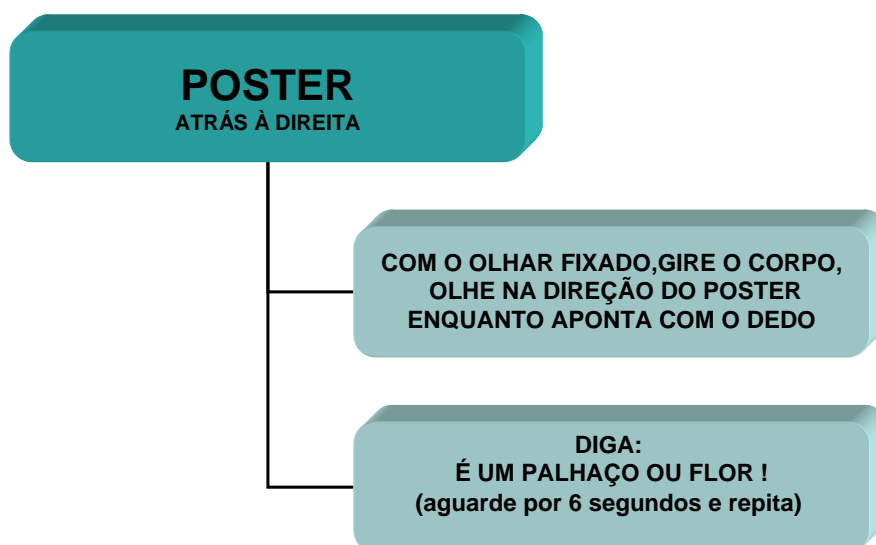 POSTER
ATRÁS À DIREITA
COM O OLHAR FIXADO,GIRE O CORPO,
OLHE NA DIREÇÃO DO POSTER
ENQUANTO APONTA COM O DEDO
DIGA:
É UM PALHAÇO OU FLOR !
(aguarde por 6 segundos e repita)